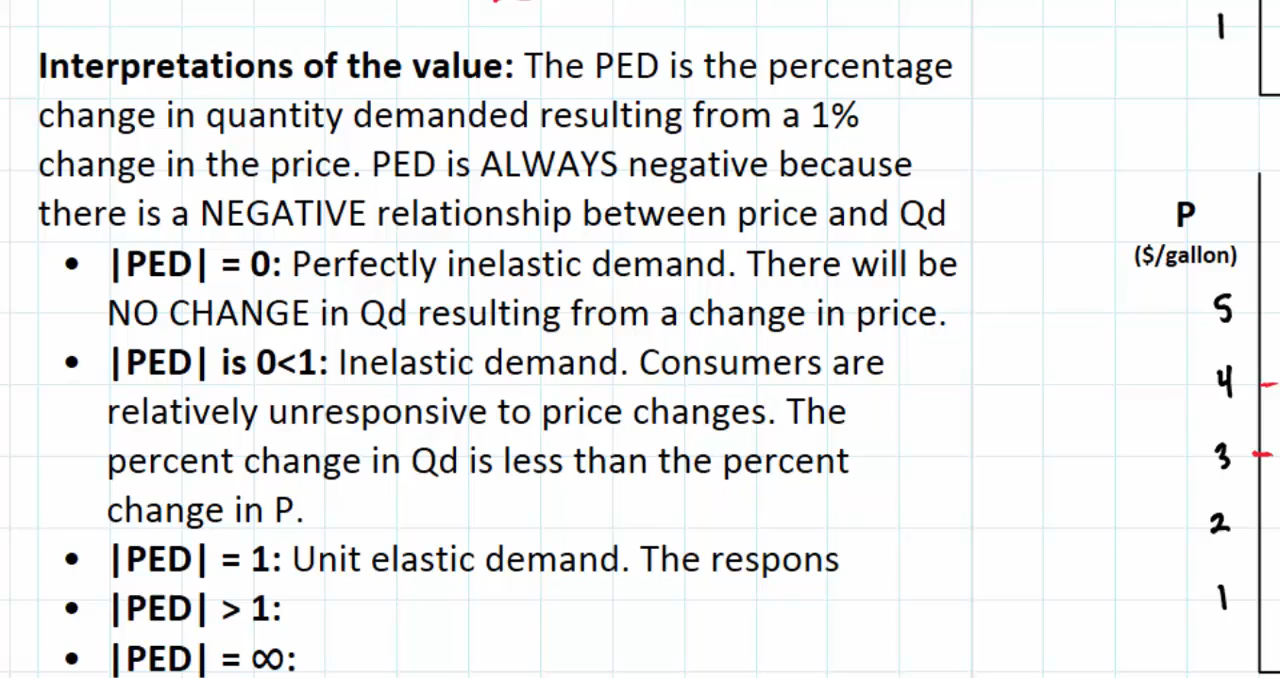 1
Interpretations of the value: The PED is the percentage
change in quantity demanded resulting from a 1%
change in the price. PED is ALWAYS negative because
there is a NEGATIVE relationship between price and Qd
• |PED| = 0: Perfectly inelastic demand. There will be
NO CHANGE in Qd resulting from a change in price.
• |PED| is 0<1: Inelastic demand. Consumers are
relatively unresponsive to price changes. The
percent change in Qd is less than the percent
change in P.
• |PED| = 1: Unit elastic demand. The respons
• |PED| > 1:
• |PED| = ∞:
P
($/gallon)
5
4
3
2
1